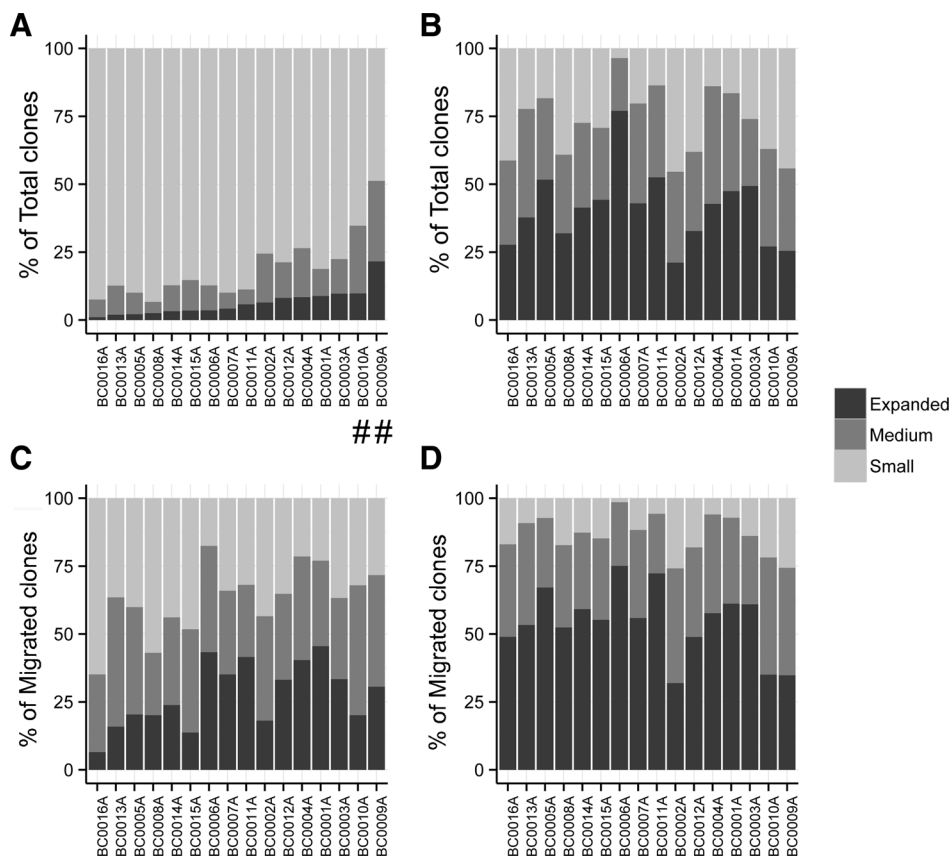 A
% of Total clones
100
75
50
25
0
BC0016A
BC0013A
BC0005A
BC0008A
BC0014A
BC0015A
BC0006A
BC0007A
BC0011A
BC0002A
BC0012A
BC0004A
BC0001A
BC0003A
BC0010A
BC0009A
##
B
% of Total clones
100
75
50
25
0
BC0016A
BC0013A
BC0005A
BC0008A
BC0014A
BC0015A
BC0006A
BC0007A
BC0011A
BC0002A
BC0012A
BC0004A
BC0001A
BC0003A
BC0010A
BC0009A
Expanded
Medium
Small
C
% of Migrated clones
100
75
50
25
0
BC0016A
BC0013A
BC0005A
BC0008A
BC0014A
BC0015A
BC0006A
BC0007A
BC0011A
BC0002A
BC0012A
BC0004A
BC0001A
BC0003A
BC0010A
BC0009A
D
% of Migrated clones
100
75
50
25
0
BC0016A
BC0013A
BC0005A
BC0008A
BC0014A
BC0015A
BC0006A
BC0007A
BC0011A
BC0002A
BC0012A
BC0004A
BC0001A
BC0003A
BC0010A
BC0009A